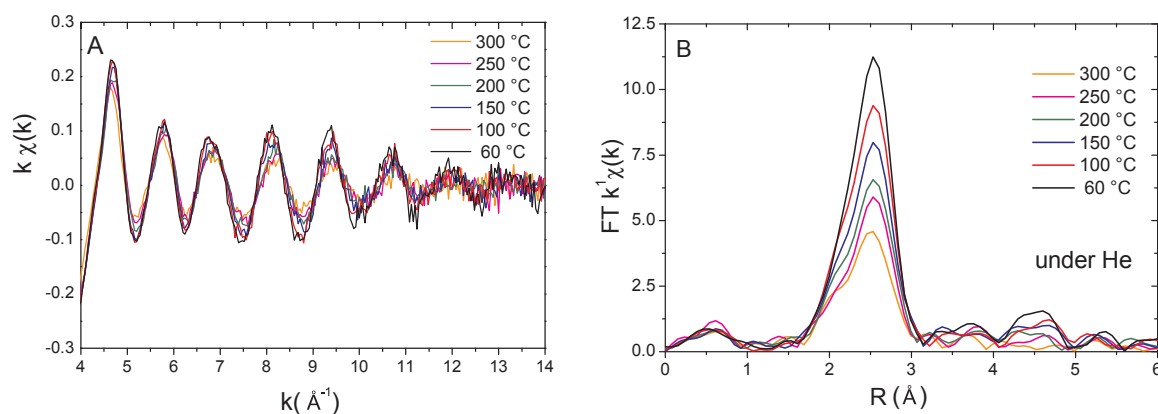 A
300 °C
250 °C
200 °C
150 °C
100 °C
60 °C
0.3
0.2
0.1
0.0
-0.1
-0.3
k χ(k)
4 5 6 7 8 9 10 11 12 13 14
k( Å⁻¹)
B
300 °C
250 °C
200 °C
150 °C
100 °C
60 °C
under He
12.5
10.0
7.5
5.0
2.5
0.0
FT k¹χ(k)
0 1 2 3 4 5 6
R (Å)